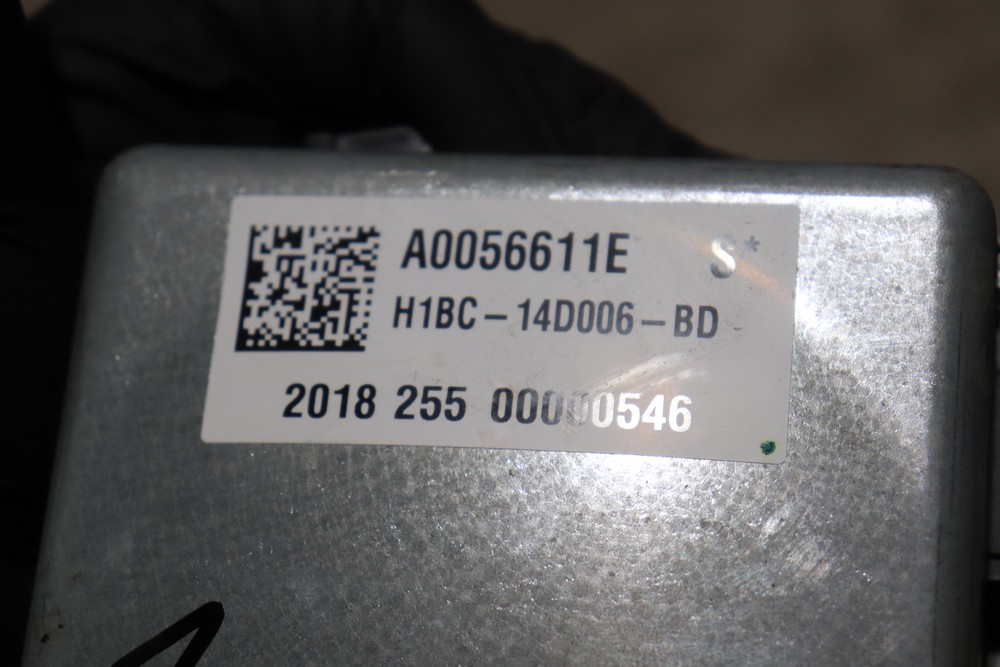 A0056611E S*
H1BC-14D006-BD
2018 255 00000546